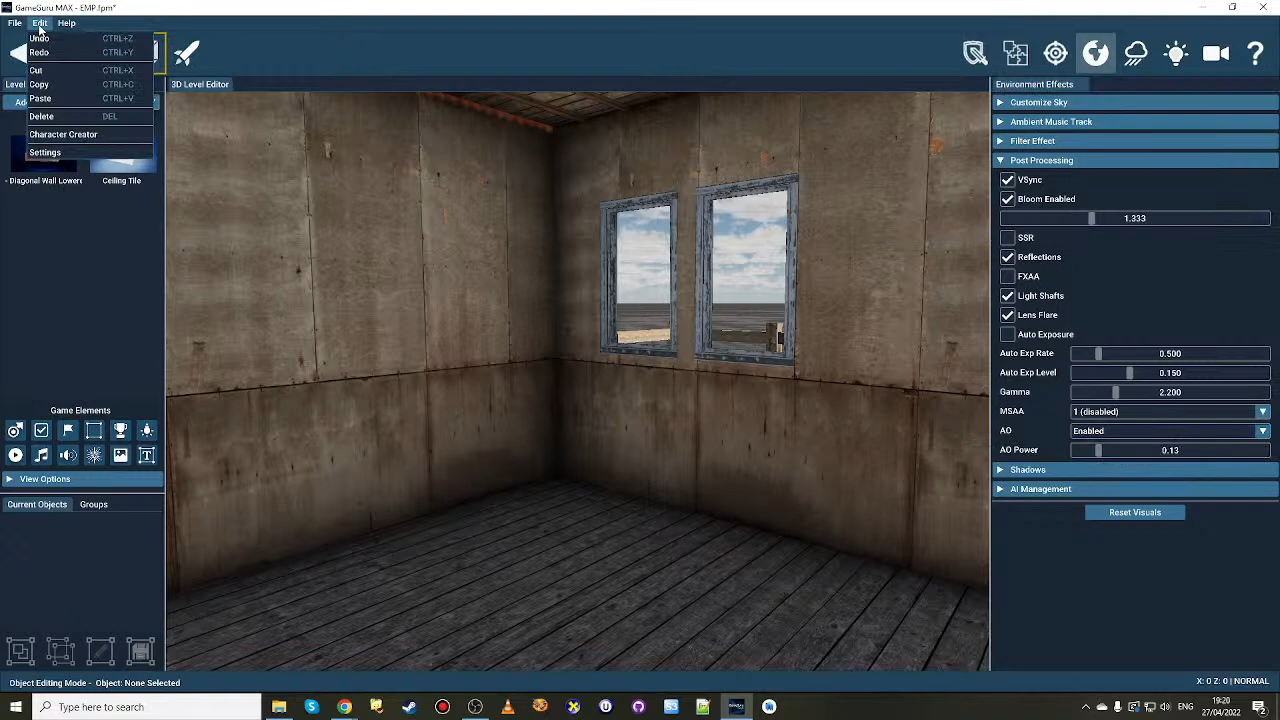 GameGuru MAX - EMP.fpm*
File Edit Help
Undo CTRL+Z
Redo CTRL+Y
Cut CTRL+X
Copy CTRL+C
Paste CTRL+V
Delete DEL
Character Creator
Settings
Level
- Diagonal Wall Lowere
Ceiling Tile
Game Elements
View Options
Current Objects Groups
3D Level Editor
Environment Effects
Customize Sky
Ambient Music Track
Filter Effect
Post Processing
VSync
Bloom Enabled
1.333
SSR
Reflections
FXAA
Light Shafts
Lens Flare
Auto Exposure
Auto Exp Rate 0.500
Auto Exp Level 0.150
Gamma 2.200
MSAA 1 (disabled)
AO Enabled
AO Power 0.13
Shadows
AI Management
Reset Visuals
Object Editing Mode - Object: None Selected
X: 0 Z: 0 | NORMAL
Type here to search
19:20
27/04/2022